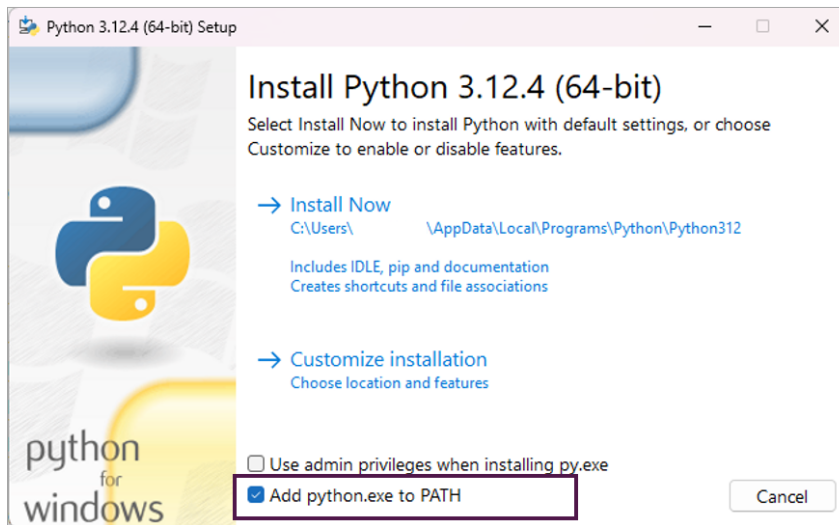 Python 3.12.4 (64-bit) Setup
Install Python 3.12.4 (64-bit)
Select Install Now to install Python with default settings, or choose
Customize to enable or disable features.
Install Now
C:\Users\ \AppData\Local\Programs\Python\Python312
Includes IDLE, pip and documentation
Creates shortcuts and file associations
Customize installation
Choose location and features
Use admin privileges when installing py.exe
Add python.exe to PATH
Cancel
python
for
windows